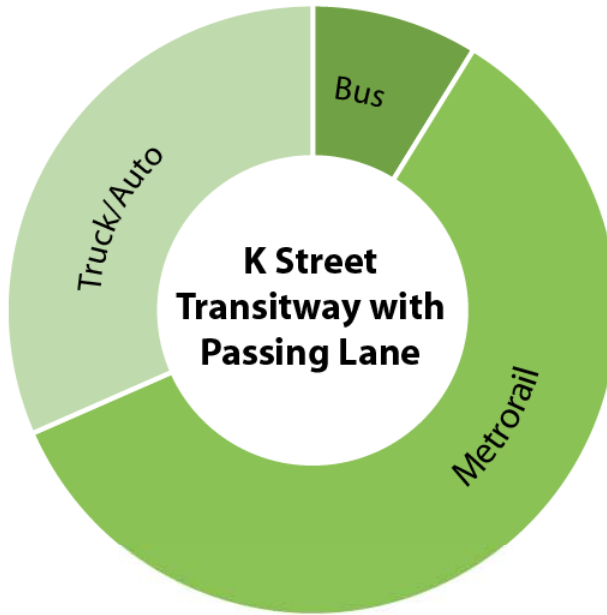 Bus
Truck/Auto
K Street
Transitway with
Passing Lane
Metrorail